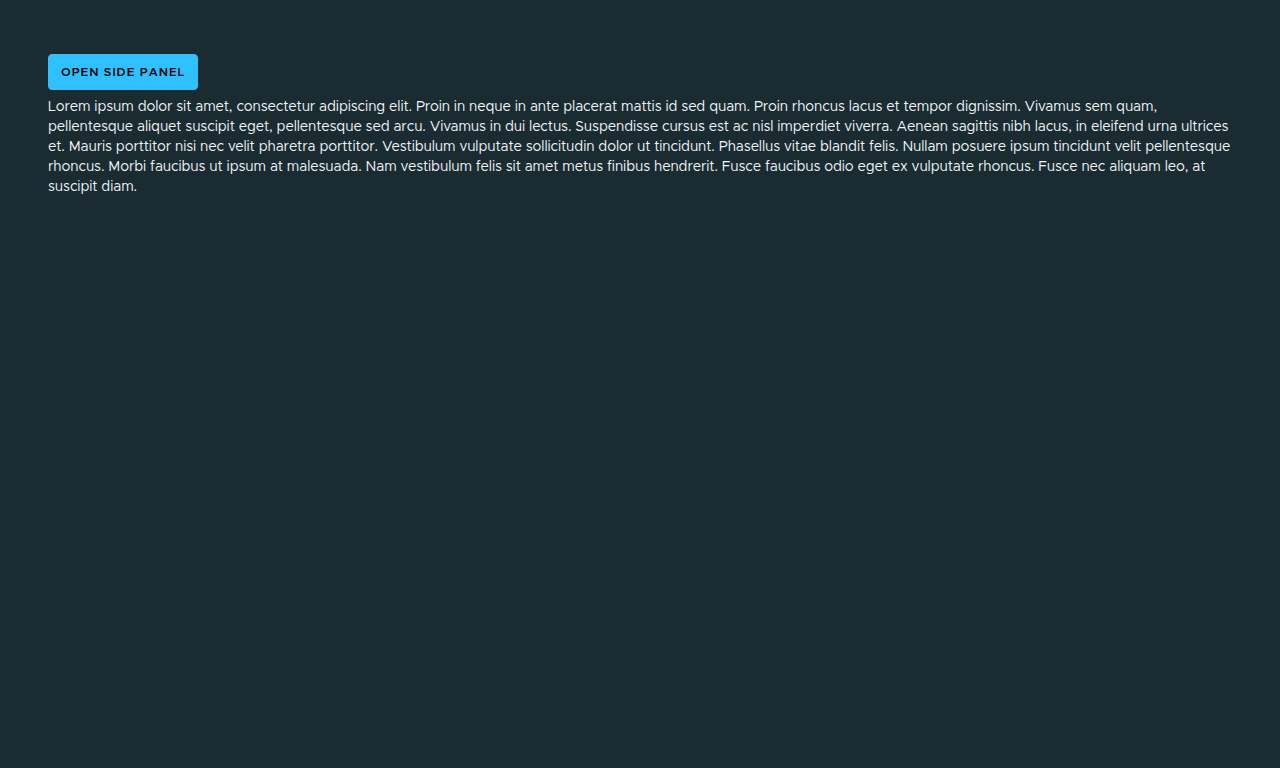 OPEN SIDE PANEL
Lorem ipsum dolor sit amet, consectetur adipiscing elit. Proin in neque in ante placerat mattis id sed quam. Proin rhoncus lacus et tempor dignissim. Vivamus sem quam,
pellentesque aliquet suscipit eget, pellentesque sed arcu. Vivamus in dui lectus. Suspendisse cursus est ac nisl imperdiet viverra. Aenean sagittis nibh lacus, in eleifend urna ultrices
et. Mauris porttitor nisi nec velit pharetra porttitor. Vestibulum vulputate sollicitudin dolor ut tincidunt. Phasellus vitae blandit felis. Nullam posuere ipsum tincidunt velit pellentesque
rhoncus. Morbi faucibus ut ipsum at malesuada. Nam vestibulum felis sit amet metus finibus hendrerit. Fusce faucibus odio eget ex vulputate rhoncus. Fusce nec aliquam leo, at
suscipit diam.